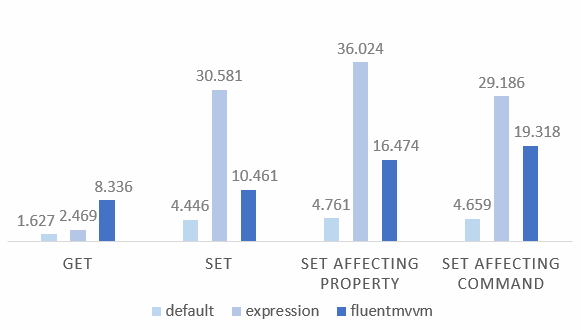 36.024
30.581
29.186
19.318
16.474
10.461
8.336
4.446
4.761
4.659
1.627
2.469
GET
SET
SET AFFECTING
PROPERTY
SET AFFECTING
COMMAND
default
expression
fluentmvvm